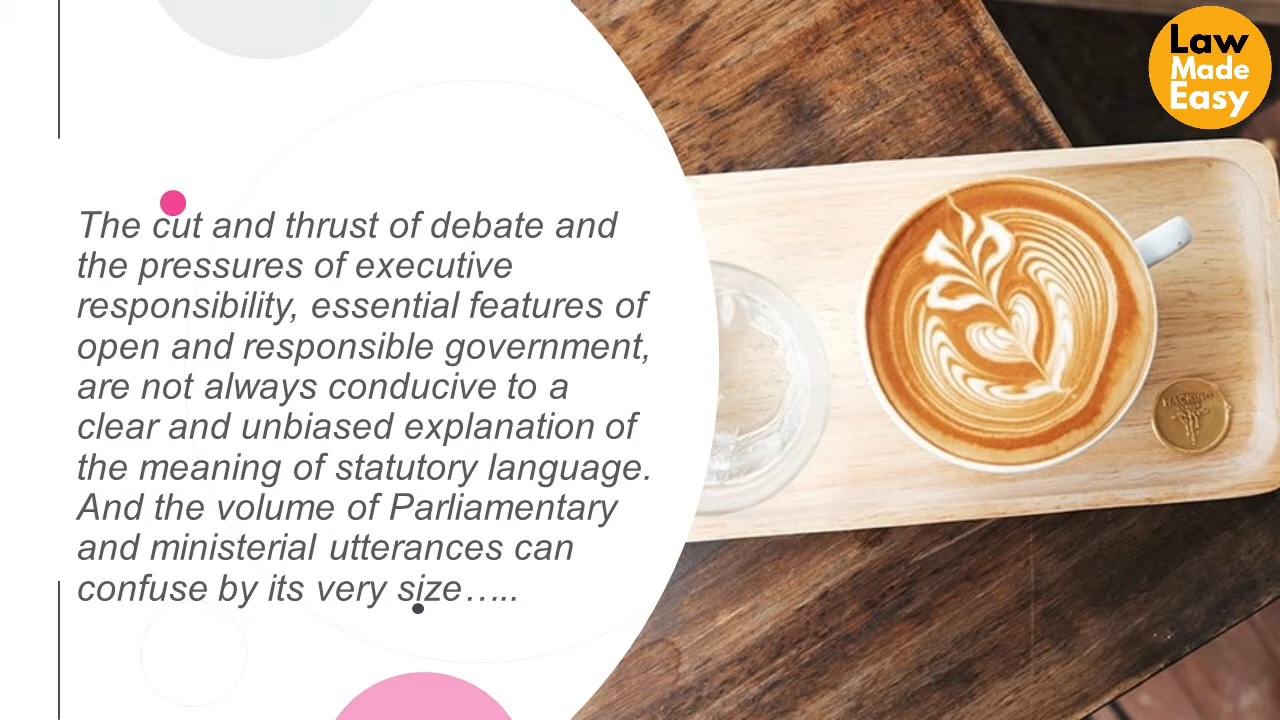 Law
Made
Easy
The cut and thrust of debate and
the pressures of executive
responsibility, essential features of
open and responsible government,
are not always conducive to a
clear and unbiased explanation of
the meaning of statutory language.
And the volume of Parliamentary
and ministerial utterances can
confuse by its very size…..